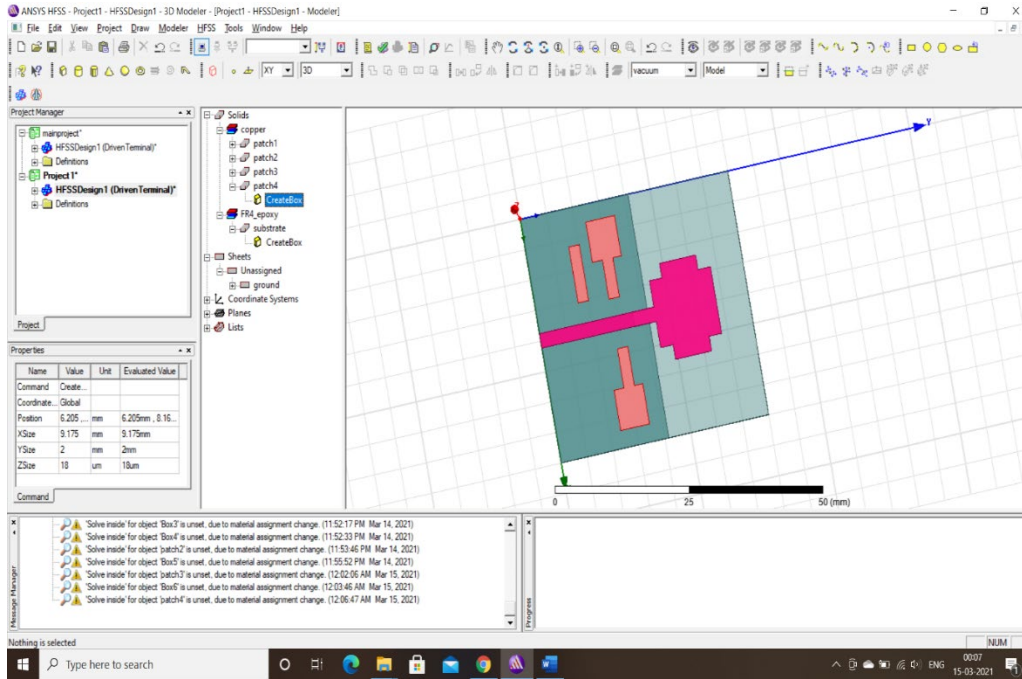 ANSYS HFSS - Project1 - HFSSDesign1 - 3D Modeler - [Project1 - HFSSDesign1 - Modeler]
File Edit View Project Draw Modeler HFSS Tools Window Help
XY 3D vacuum Model
Project Manager
mainproject*
HFSSDesign1 (DrivenTerminal)*
Definitions
Project1*
HFSSDesign1 (DrivenTerminal)*
Definitions
Project
Solids
copper
patch1
patch2
patch3
patch4
CreateBox
FR4_epoxy
substrate
CreateBox
Sheets
Unassigned
ground
Coordinate Systems
Planes
Lists
Y
0 25 50 (mm)
Properties
Name Value Unit Evaluated Value
Command Create...
Coordinate... Global
Position 6.205 ,... mm 6.205mm , 8.16...
XSize 9.175 mm 9.175mm
YSize 2 mm 2mm
ZSize 18 um 18um
Command
'Solve inside' for object 'Box3' is unset, due to material assignment change. (11:52:17 PM Mar 14, 2021)
'Solve inside' for object 'Box4' is unset, due to material assignment change. (11:52:33 PM Mar 14, 2021)
'Solve inside' for object 'patch2' is unset, due to material assignment change. (11:53:46 PM Mar 14, 2021)
'Solve inside' for object 'Box5' is unset, due to material assignment change. (11:55:52 PM Mar 14, 2021)
'Solve inside' for object 'patch3' is unset, due to material assignment change. (12:02:06 AM Mar 15, 2021)
'Solve inside' for object 'Box6' is unset, due to material assignment change. (12:03:46 AM Mar 15, 2021)
'Solve inside' for object 'patch4' is unset, due to material assignment change. (12:06:47 AM Mar 15, 2021)
Message Manager
Progress
Nothing is selected
NUM
Type here to search
ENG
00:07
15-03-2021